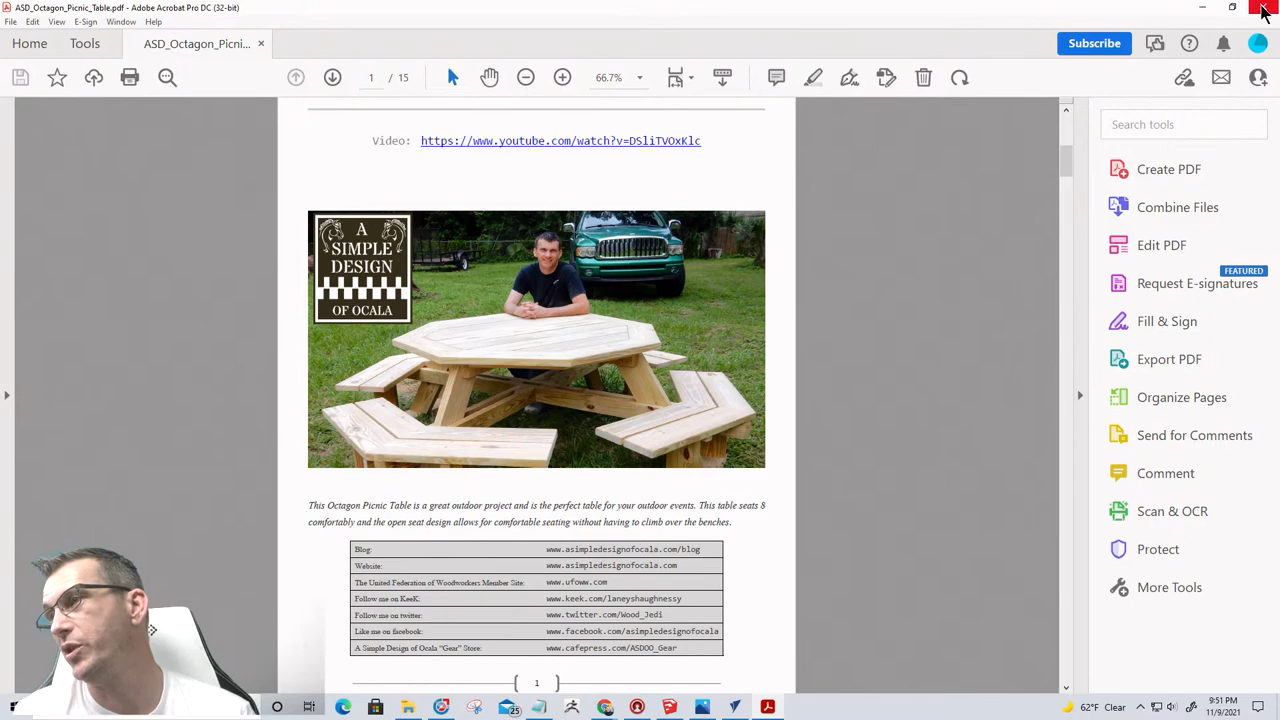 ASD_Octagon_Picnic_Table.pdf - Adobe Acrobat Pro DC (32-bit)
File Edit View E-Sign Window Help
Home Tools ASD_Octagon_Picni... Subscribe
1 / 15 66.7%
Video: https://www.youtube.com/watch?v=DSliTVOxKlc
A
SIMPLE
DESIGN
OF OCALA
This Octagon Picnic Table is a great outdoor project and is the perfect table for your outdoor events. This table seats 8
comfortably and the open seat design allows for comfortable seating without having to climb over the benches.
Blog: www.asimpledesignofocala.com/blog
Website: www.asimpledesignofocala.com
The United Federation of Woodworkers Member Site: www.ufoww.com
Follow me on KeeK: www.keek.com/laneyshaughnessy
Follow me on twitter: www.twitter.com/Wood_Jedi
Like me on facebook: www.facebook.com/asimpledesignofocala
A Simple Design of Ocala "Gear" Store: www.cafepress.com/ASDOO_Gear
1
Search tools
Create PDF
Combine Files
Edit PDF
FEATURED
Request E-signatures
Fill & Sign
Export PDF
Organize Pages
Send for Comments
Comment
Scan & OCR
Protect
More Tools
25
62°F Clear
9:51 PM
11/9/2021